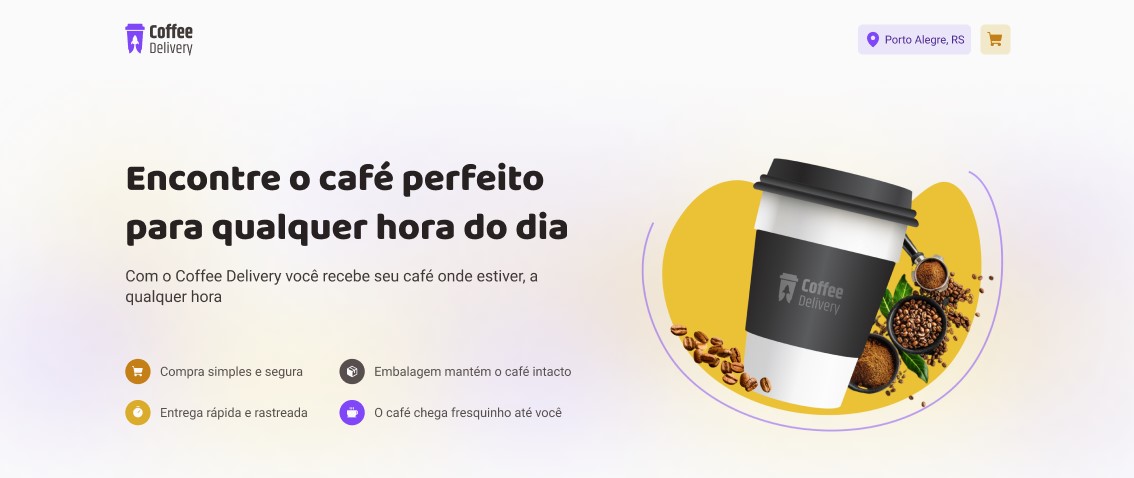 Coffee
Delivery
Porto Alegre, RS
Encontre o café perfeito
para qualquer hora do dia
Com o Coffee Delivery você recebe seu café onde estiver, a
qualquer hora
Compra simples e segura
Embalagem mantém o café intacto
Entrega rápida e rastreada
O café chega fresquinho até você
Coffee
Delivery